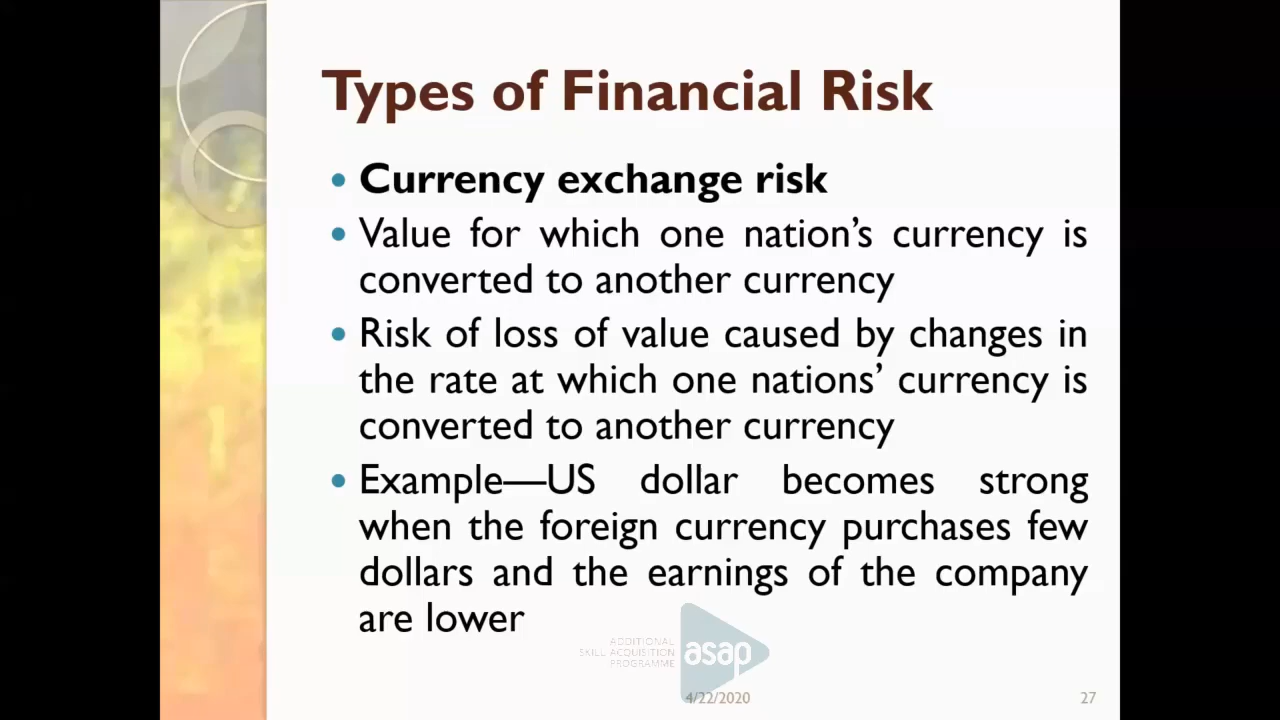 Types of Financial Risk
• Currency exchange risk
• Value for which one nation’s currency is
converted to another currency
• Risk of loss of value caused by changes in
the rate at which one nations’ currency is
converted to another currency
• Example—US dollar becomes strong
when the foreign currency purchases few
dollars and the earnings of the company
are lower
ADDITIONAL
SKILL ACQUISITION
PROGRAMME
asap
4/22/2020
27